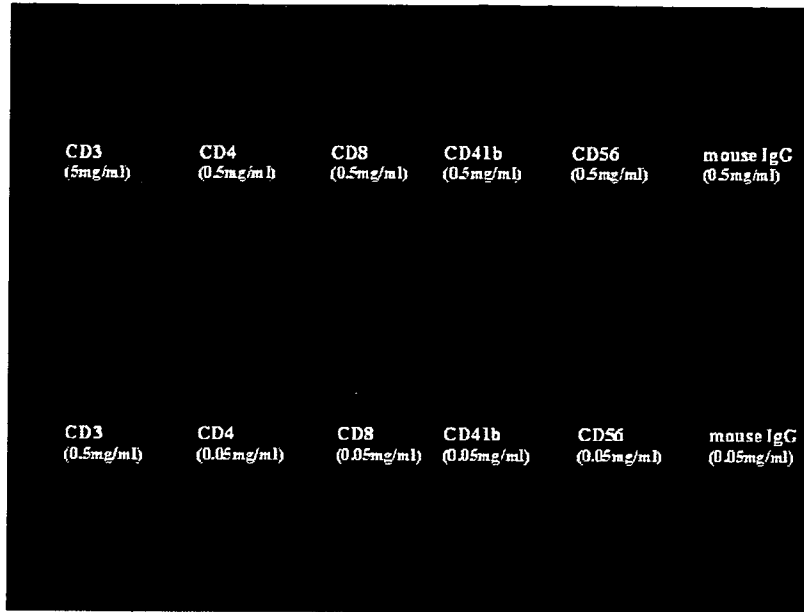 CD3 CD4 CD8 CD41b CD56 mouse IgG
(5mg/ml) (0.5mg/ml) (0.5mg/ml) (0.5mg/ml) (0.5mg/ml) (0.5mg/ml)
CD3 CD4 CD8 CD41b CD56 mouse IgG
(0.5mg/ml) (0.05mg/ml) (0.05mg/ml) (0.05mg/ml) (0.05mg/ml) (0.05mg/ml)